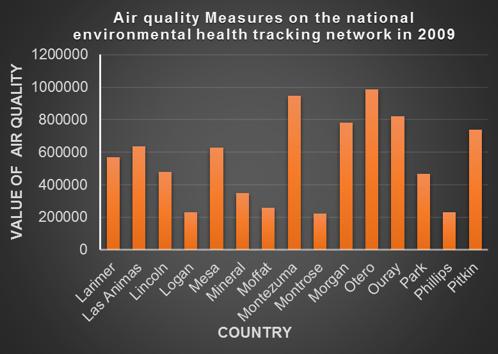 Air quality Measures on the national
environmental health tracking network in 2009
VALUE OF AIR QUALITY
1200000
1000000
800000
600000
400000
200000
0
Larimer
Las Animas
Lincoln
Logan
Mesa
Mineral
Moffat
Montezuma
Montrose
Morgan
Otero
Ouray
Park
Phillips
Pitkin
COUNTRY